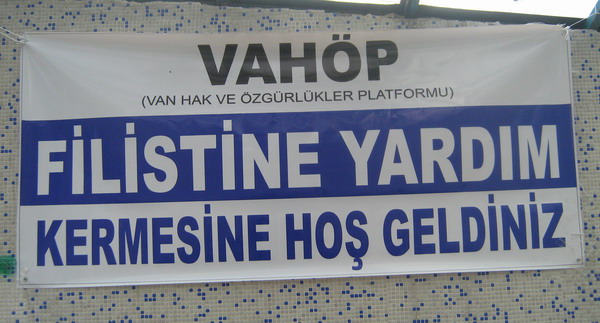 VAHÖP
(VAN HAK VE ÖZGÜRLÜKLER PLATFORMU)
FİLİSTİNE YARDIM
KERMESİNE HOŞ GELDİNİZ